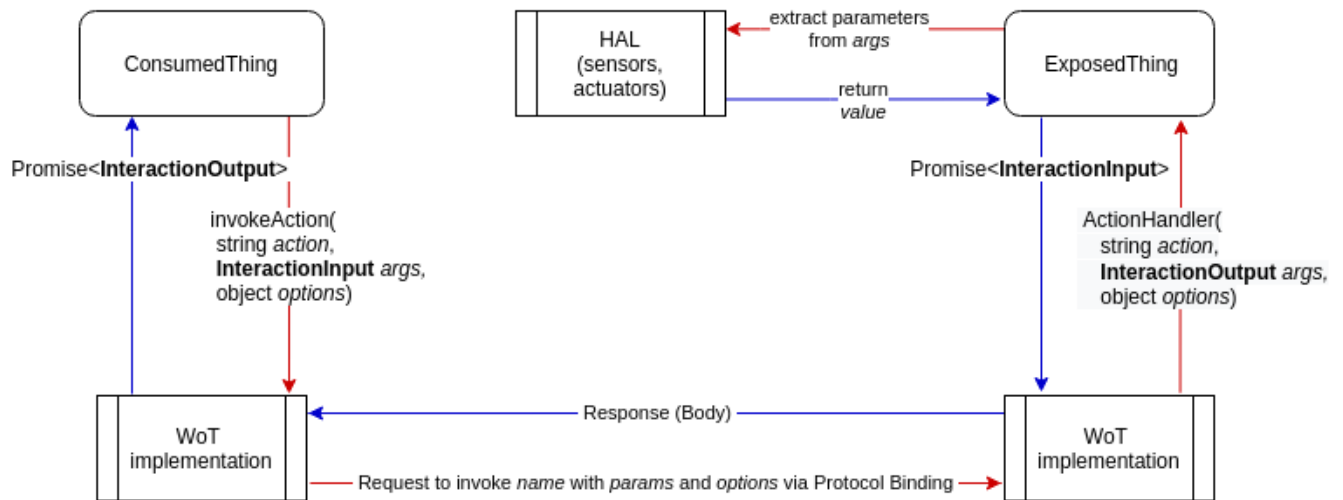 ConsumedThing
HAL
(sensors,
actuators)
extract parameters
from args
return
value
ExposedThing
Promise<InteractionOutput>
invokeAction(
string action,
InteractionInput args,
object options)
Promise<InteractionInput>
ActionHandler(
string action,
InteractionOutput args,
object options)
WoT
implementation
Response (Body)
Request to invoke name with params and options via Protocol Binding
WoT
implementation